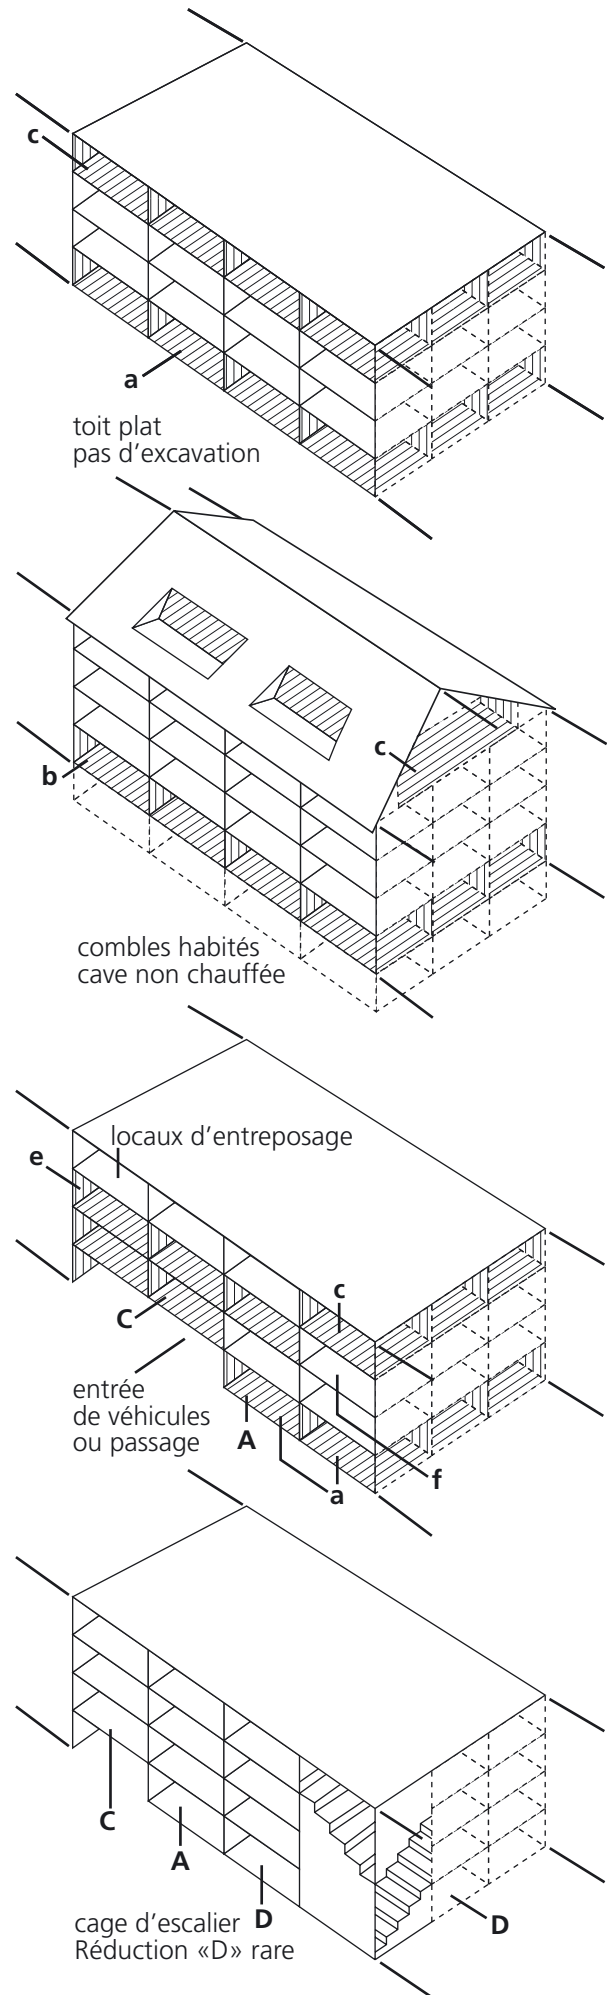 c
a
toit plat
pas d’excavation
c
b
combles habités
cave non chauffée
locaux d’entreposage
e
c
C
entrée
de véhicules
ou passage
A
f
a
C
A
D
D
cage d’escalier
Réduction «D» rare